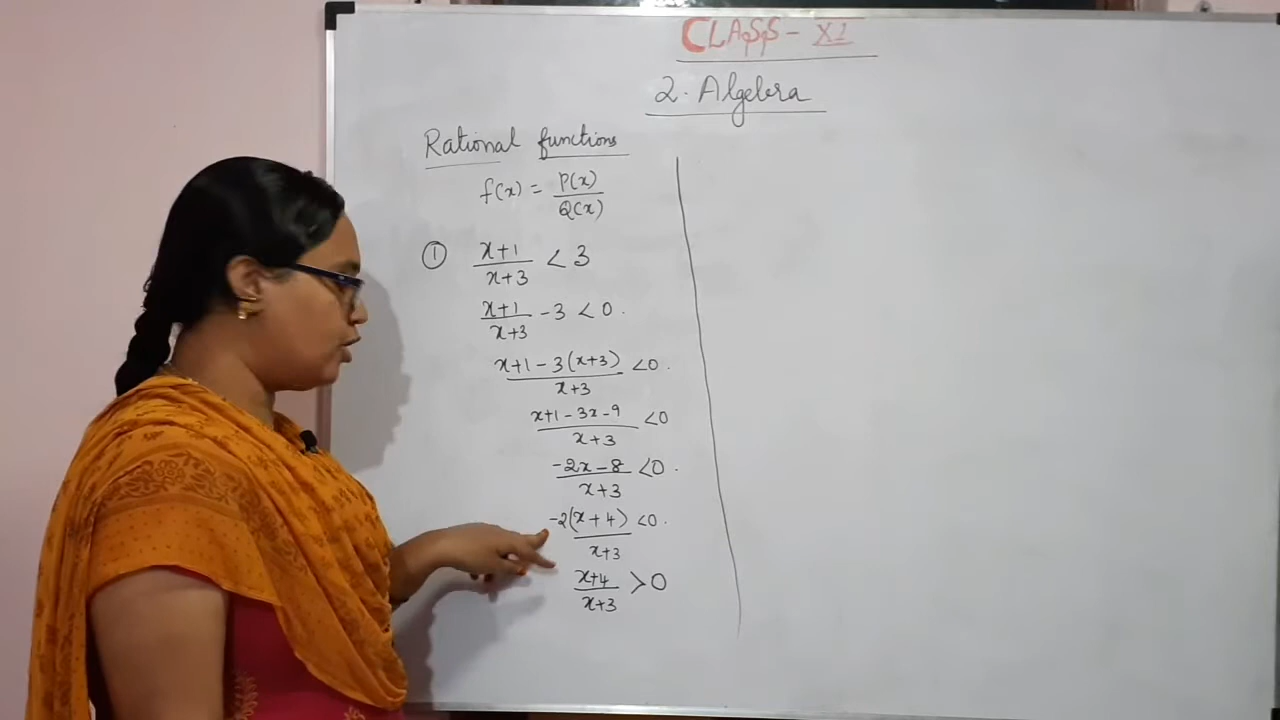 CLASS - XI
2. Algebra
Rational functions
f(x) = P(x)/Q(x)
① x+1/x+3 < 3
x+1/x+3 - 3 < 0.
x+1-3(x+3)/x+3 < 0.
x+1-3x-9/x+3 < 0
-2x-8/x+3 < 0.
-2(x+4)/x+3 < 0.
x+4/x+3 > 0